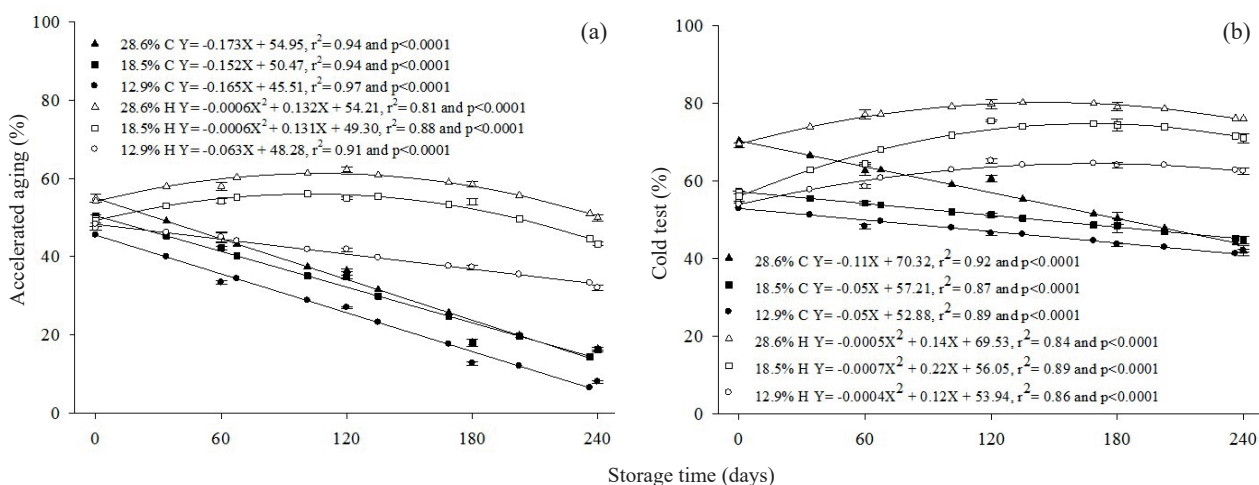 Accelerated aging (%)
100
80
60
40
20
0
(a)
28.6% C Y= -0.173X + 54.95, r²= 0.94 and p<0.0001
18.5% C Y= -0.152X + 50.47, r²= 0.94 and p<0.0001
12.9% C Y= -0.165X + 45.51, r²= 0.97 and p<0.0001
28.6% H Y= -0.0006X² + 0.132X + 54.21, r²= 0.81 and p<0.0001
18.5% H Y= -0.0006X² + 0.131X + 49.30, r²= 0.88 and p<0.0001
12.9% H Y= -0.063X + 48.28, r²= 0.91 and p<0.0001
0 60 120 180 240
Cold test (%)
100
80
60
40
20
0
(b)
28.6% C Y= -0.11X + 70.32, r²= 0.92 and p<0.0001
18.5% C Y= -0.05X + 57.21, r²= 0.87 and p<0.0001
12.9% C Y= -0.05X + 52.88, r²= 0.89 and p<0.0001
28.6% H Y= -0.0005X² + 0.14X + 69.53, r²= 0.84 and p<0.0001
18.5% H Y= -0.0007X² + 0.22X + 56.05, r²= 0.89 and p<0.0001
12.9% H Y= -0.0004X² + 0.12X + 53.94, r²= 0.86 and p<0.0001
0 60 120 180 240
Storage time (days)